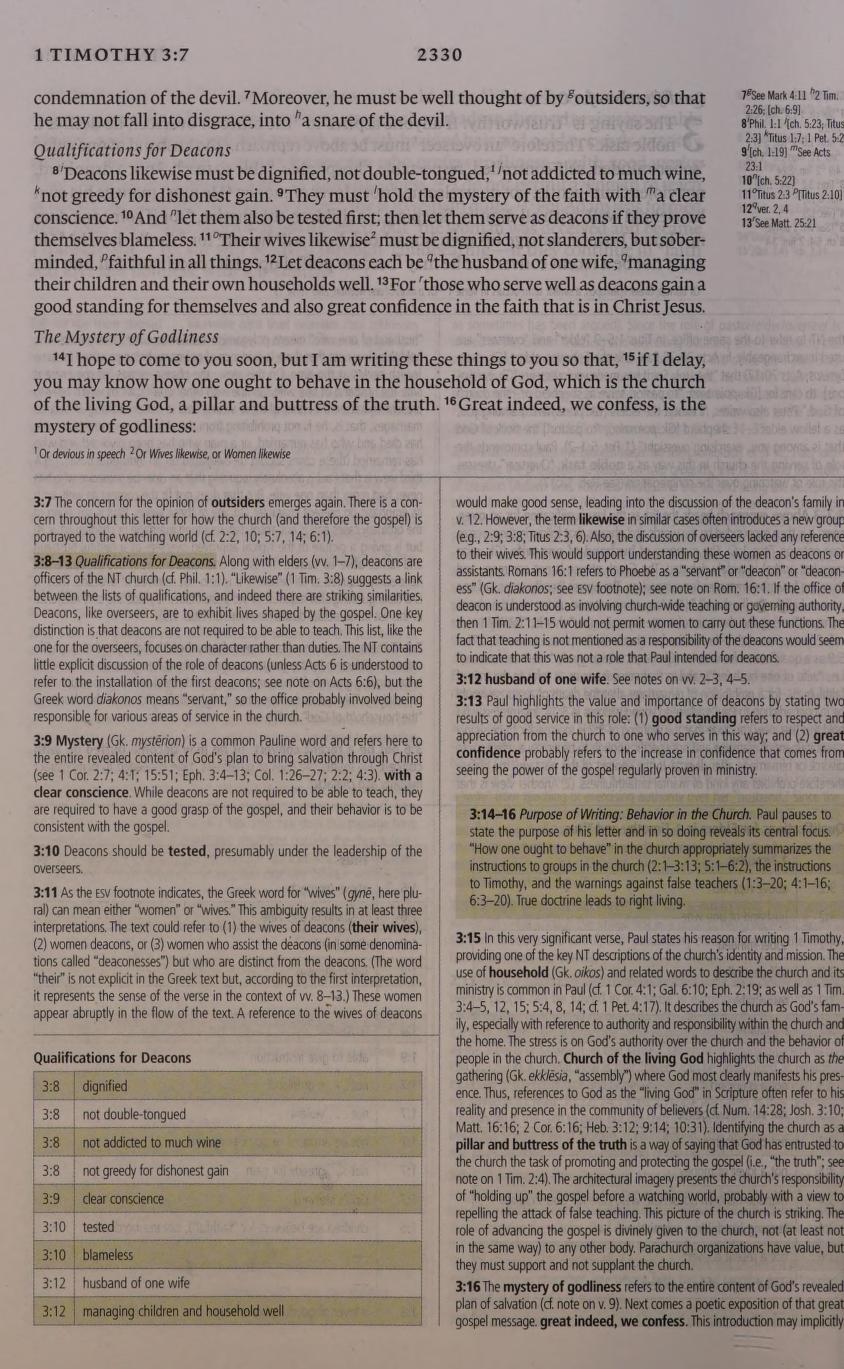 1 TIMOTHY 3:7
2330
condemnation of the devil. 7Moreover, he must be well thought of by goutsiders, so that
he may not fall into disgrace, into ha snare of the devil.
Qualifications for Deacons
8iDeacons likewise must be dignified, not double-tongued,1 jnot addicted to much wine,
knot greedy for dishonest gain. 9They must lhold the mystery of the faith with ma clear
conscience. 10And nlet them also be tested first; then let them serve as deacons if they prove
themselves blameless. 11oTheir wives likewise2 must be dignified, not slanderers, but sober-
minded, pfaithful in all things. 12Let deacons each be qthe husband of one wife, qmanaging
their children and their own households well. 13For rthose who serve well as deacons gain a
good standing for themselves and also great confidence in the faith that is in Christ Jesus.
The Mystery of Godliness
14I hope to come to you soon, but I am writing these things to you so that, 15if I delay,
you may know how one ought to behave in the household of God, which is the church
of the living God, a pillar and buttress of the truth. 16Great indeed, we confess, is the
mystery of godliness:
1Or devious in speech 2Or Wives likewise, or Women likewise
7gSee Mark 4:11 h2 Tim.
2:26; [ch. 6:9]
8iPhil. 1:1 j[ch. 5:23; Titus
2:3] kTitus 1:7; 1 Pet. 5:2
9l[ch. 1:19] mSee Acts
23:1
10n[ch. 5:22]
11oTitus 2:3 p[Titus 2:10]
12qver. 2, 4
13rSee Matt. 25:21
3:7 The concern for the opinion of outsiders emerges again. There is a con-
cern throughout this letter for how the church (and therefore the gospel) is
portrayed to the watching world (cf. 2:2, 10; 5:7, 14; 6:1).
3:8–13 Qualifications for Deacons. Along with elders (vv. 1–7), deacons are
officers of the NT church (cf. Phil. 1:1). "Likewise" (1 Tim. 3:8) suggests a link
between the lists of qualifications, and indeed there are striking similarities.
Deacons, like overseers, are to exhibit lives shaped by the gospel. One key
distinction is that deacons are not required to be able to teach. This list, like the
one for the overseers, focuses on character rather than duties. The NT contains
little explicit discussion of the role of deacons (unless Acts 6 is understood to
refer to the installation of the first deacons; see note on Acts 6:6), but the
Greek word diakonos means "servant," so the office probably involved being
responsible for various areas of service in the church.
3:9 Mystery (Gk. mystērion) is a common Pauline word and refers here to
the entire revealed content of God's plan to bring salvation through Christ
(see 1 Cor. 2:7; 4:1; 15:51; Eph. 3:4–13; Col. 1:26–27; 2:2; 4:3). with a
clear conscience. While deacons are not required to be able to teach, they
are required to have a good grasp of the gospel, and their behavior is to be
consistent with the gospel.
3:10 Deacons should be tested, presumably under the leadership of the
overseers.
3:11 As the ESV footnote indicates, the Greek word for "wives" (gynē, here plu-
ral) can mean either "women" or "wives." This ambiguity results in at least three
interpretations. The text could refer to (1) the wives of deacons (their wives),
(2) women deacons, or (3) women who assist the deacons (in some denomina-
tions called "deaconesses") but who are distinct from the deacons. (The word
"their" is not explicit in the Greek text but, according to the first interpretation,
it represents the sense of the verse in the context of vv. 8–13.) These women
appear abruptly in the flow of the text. A reference to the wives of deacons
Qualifications for Deacons
3:8 dignified
3:8 not double-tongued
3:8 not addicted to much wine
3:8 not greedy for dishonest gain
3:9 clear conscience
3:10 tested
3:10 blameless
3:12 husband of one wife
3:12 managing children and household well
would make good sense, leading into the discussion of the deacon's family in
v. 12. However, the term likewise in similar cases often introduces a new group
(e.g., 2:9; 3:8; Titus 2:3, 6). Also, the discussion of overseers lacked any reference
to their wives. This would support understanding these women as deacons or
assistants. Romans 16:1 refers to Phoebe as a "servant" or "deacon" or "deacon-
ess" (Gk. diakonos; see ESV footnote); see note on Rom. 16:1. If the office of
deacon is understood as involving church-wide teaching or governing authority,
then 1 Tim. 2:11–15 would not permit women to carry out these functions. The
fact that teaching is not mentioned as a responsibility of the deacons would seem
to indicate that this was not a role that Paul intended for deacons.
3:12 husband of one wife. See notes on vv. 2–3, 4–5.
3:13 Paul highlights the value and importance of deacons by stating two
results of good service in this role: (1) good standing refers to respect and
appreciation from the church to one who serves in this way; and (2) great
confidence probably refers to the increase in confidence that comes from
seeing the power of the gospel regularly proven in ministry.
3:14–16 Purpose of Writing: Behavior in the Church. Paul pauses to
state the purpose of his letter and in so doing reveals its central focus.
"How one ought to behave" in the church appropriately summarizes the
instructions to groups in the church (2:1–3:13; 5:1–6:2), the instructions
to Timothy, and the warnings against false teachers (1:3–20; 4:1–16;
6:3–20). True doctrine leads to right living.
3:15 In this very significant verse, Paul states his reason for writing 1 Timothy,
providing one of the key NT descriptions of the church's identity and mission. The
use of household (Gk. oikos) and related words to describe the church and its
ministry is common in Paul (cf. 1 Cor. 4:1; Gal. 6:10; Eph. 2:19; as well as 1 Tim.
3:4–5, 12, 15; 5:4, 8, 14; cf. 1 Pet. 4:17). It describes the church as God's fam-
ily, especially with reference to authority and responsibility within the church and
the home. The stress is on God's authority over the church and the behavior of
people in the church. Church of the living God highlights the church as the
gathering (Gk. ekklēsia, "assembly") where God most clearly manifests his pres-
ence. Thus, references to God as the "living God" in Scripture often refer to his
reality and presence in the community of believers (cf. Num. 14:28; Josh. 3:10;
Matt. 16:16; 2 Cor. 6:16; Heb. 3:12; 9:14; 10:31). Identifying the church as a
pillar and buttress of the truth is a way of saying that God has entrusted to
the church the task of promoting and protecting the gospel (i.e., "the truth"; see
note on 1 Tim. 2:4). The architectural imagery presents the church's responsibility
of "holding up" the gospel before a watching world, probably with a view to
repelling the attack of false teaching. This picture of the church is striking. The
role of advancing the gospel is divinely given to the church, not (at least not
in the same way) to any other body. Parachurch organizations have value, but
they must support and not supplant the church.
3:16 The mystery of godliness refers to the entire content of God's revealed
plan of salvation (cf. note on v. 9). Next comes a poetic exposition of that great
gospel message. great indeed, we confess. This introduction may implicitly